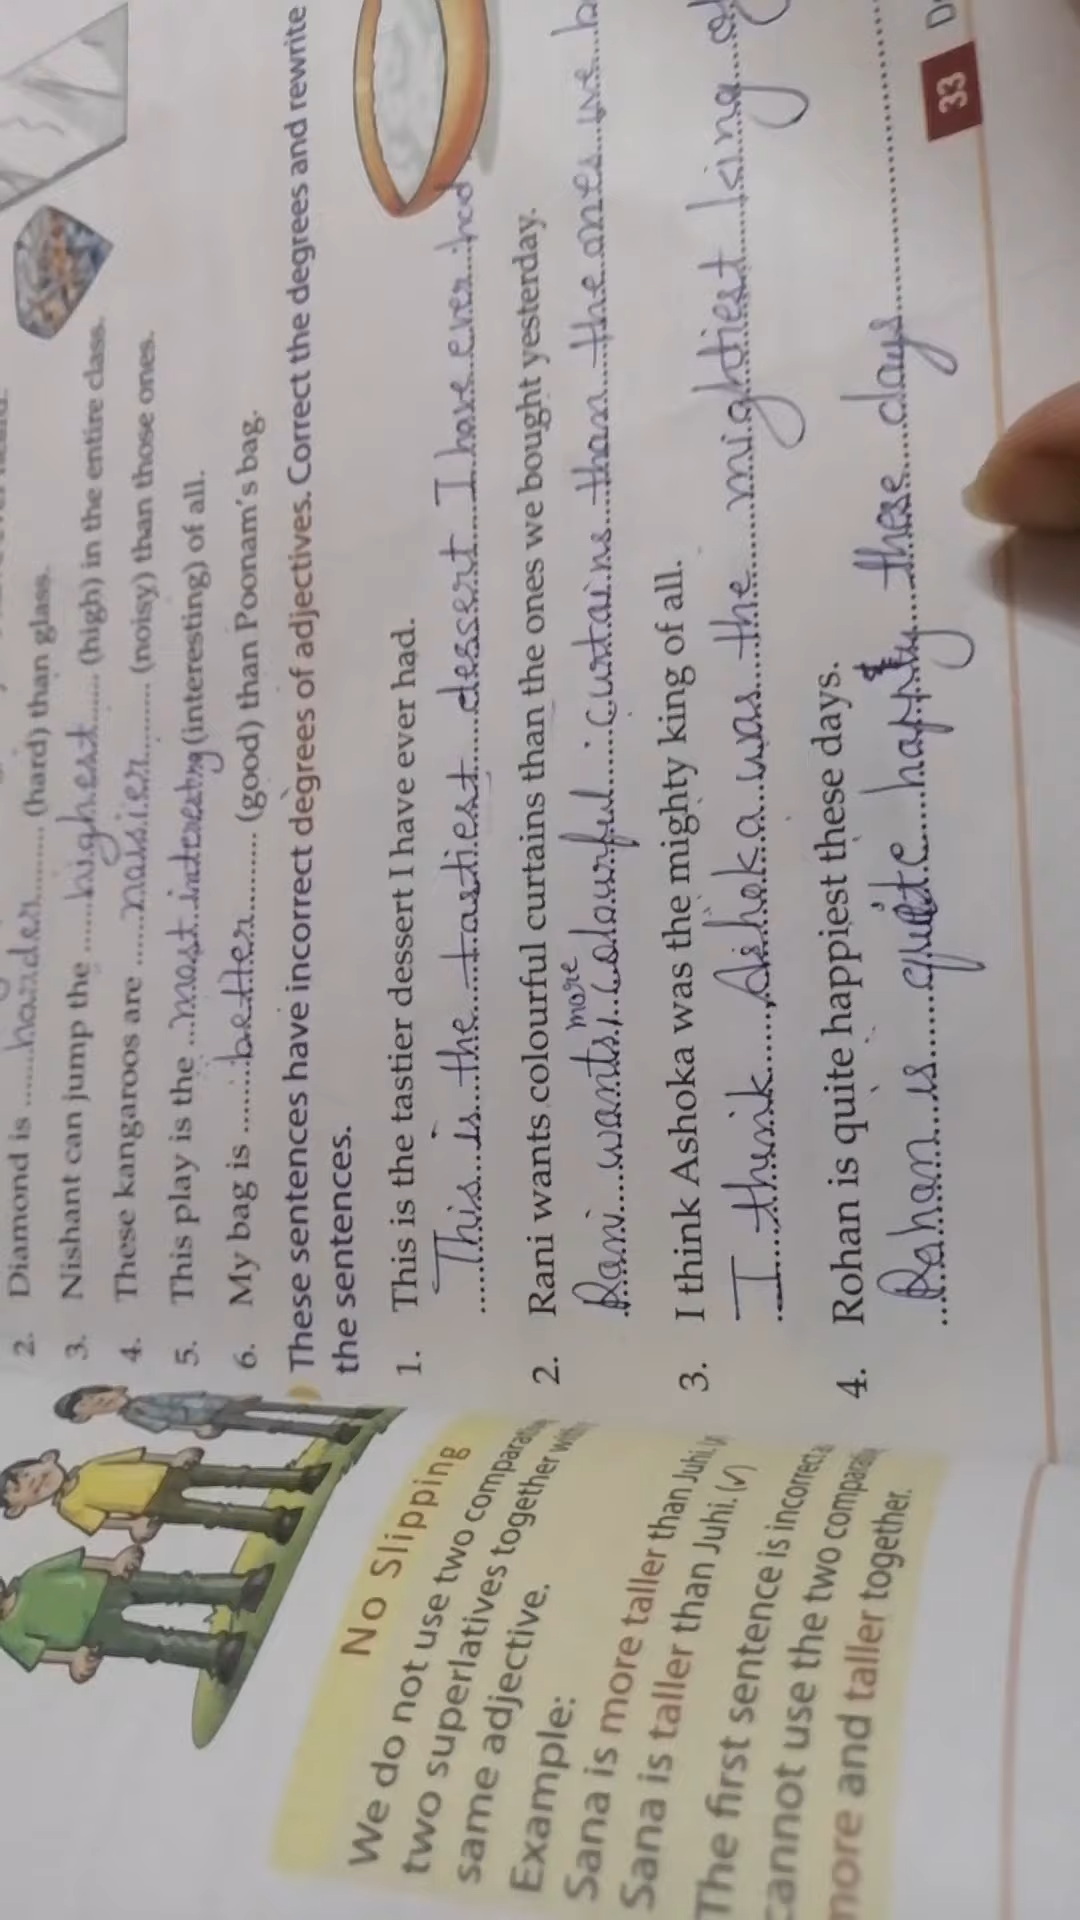 2. Diamond is ...harder... (hard) than glass.
3. Nishant can jump the ...highest... (high) in the entire class.
4. These kangaroos are ...noisier... (noisy) than those ones.
5. This play is the ...most interesting (interesting) of all.
6. My bag is ...better... (good) than Poonam's bag.
These sentences have incorrect degrees of adjectives. Correct the degrees and rewrite
the sentences.
1. This is the tastier dessert I have ever had.
This is the tastiest dessert I have ever had
2. Rani wants colourful curtains than the ones we bought yesterday.
more
Rani wants colourful curtains than the ones we
3. I think Ashoka was the mighty king of all.
I think Ashoka was the mightiest king
4. Rohan is quite happiest these days.
Rohan is quite happy these days
33
No Slipping
We do not use two
two superlatives together
same adjective.
Example:
Sana is more taller than Juhi.
Sana is taller than Juhi. (✓)
The first sentence is incorrect
cannot use the two
more and taller together.